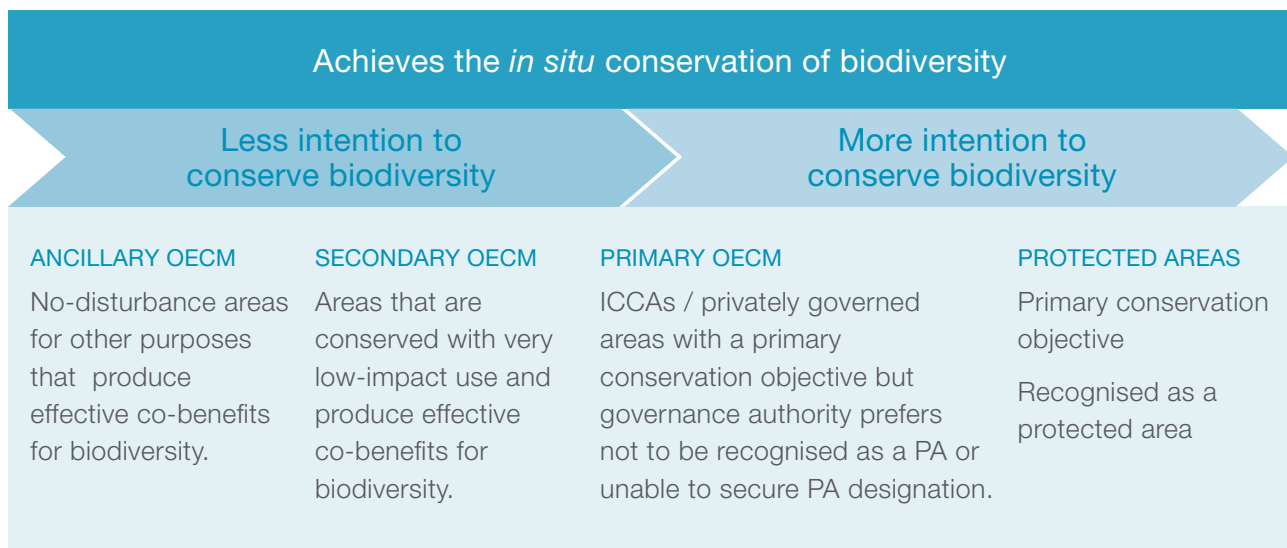 Achieves the in situ conservation of biodiversity
Less intention to
conserve biodiversity
More intention to
conserve biodiversity
ANCILLARY OECM
No-disturbance areas
for other purposes
that produce
effective co-benefits
for biodiversity.
SECONDARY OECM
Areas that are
conserved with very
low-impact use and
produce effective
co-benefits for
biodiversity.
PRIMARY OECM
ICCAs / privately governed
areas with a primary
conservation objective but
governance authority prefers
not to be recognised as a PA or
unable to secure PA designation.
PROTECTED AREAS
Primary conservation
objective
Recognised as a
protected area